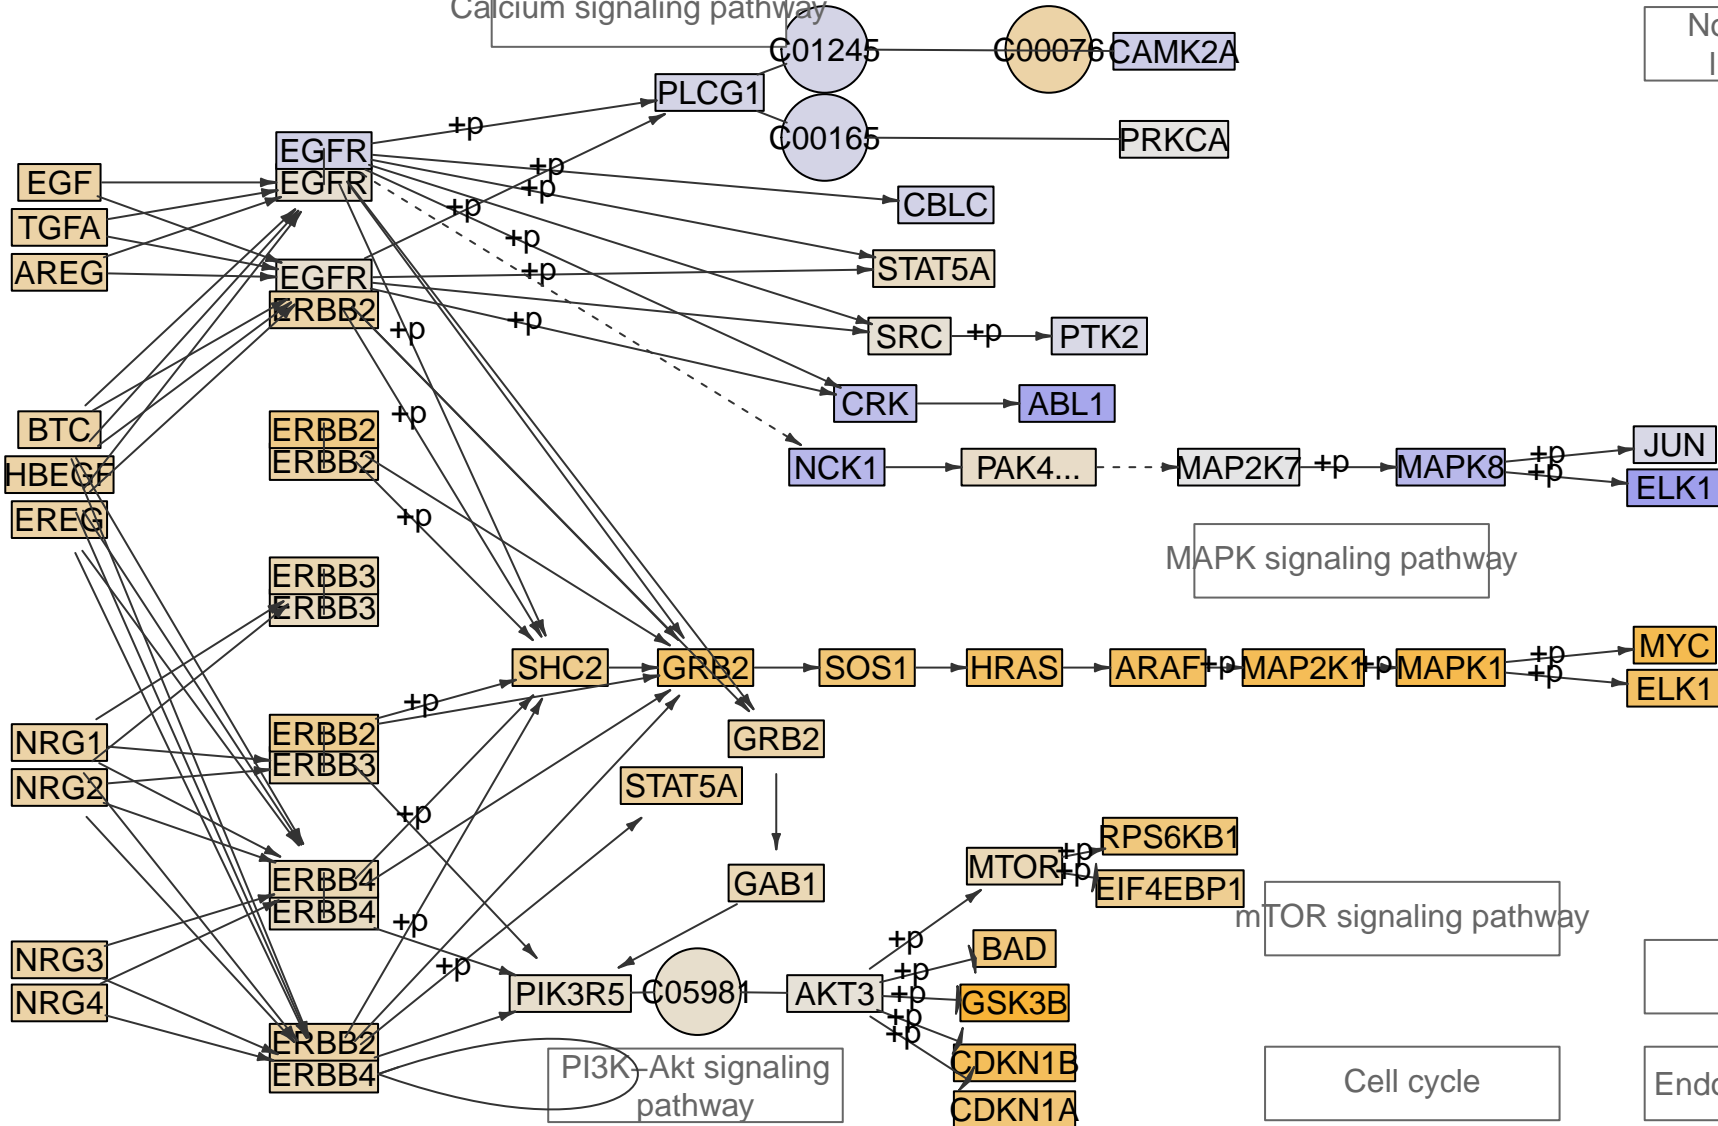 Calcium signaling pathway
No
C01245
C00076
CAMK2A
PLCG1
+p
C00165
PRKCA
EGFR
EGFR
+p
+p
EGF
CBLC
TGFA
+p
+p
AREG
EGFR
+p
STAT5A
ERBB2
+p
+p
SRC
+p
PTK2
CRK
ABL1
BTC
ERBB2
+p
ERBB2
HBEGF
NCK1
PAK4...
MAP2K7
+p
MAPK8
+p
+p
JUN
ELK1
EREG
+p
MAPK signaling pathway
ERBB3
ERBB3
SHC2
GRB2
SOS1
HRAS
ARAF
+p
MAP2K1
+p
MAPK1
+p
+p
MYC
ELK1
+p
NRG1
ERBB2
ERBB3
GRB2
NRG2
STAT5A
+p
RPS6KB1
+p
MTOR
+p
EIF4EBP1
ERBB4
ERBB4
GAB1
+p
mTOR signaling pathway
NRG3
+p
+p
BAD
+p
NRG4
PIK3R5
C05981
AKT3
+p
GSK3B
+p
+p
ERBB2
ERBB4
CDKN1B
CDKN1A
PI3K−Akt signaling
pathway
Cell cycle
Endo